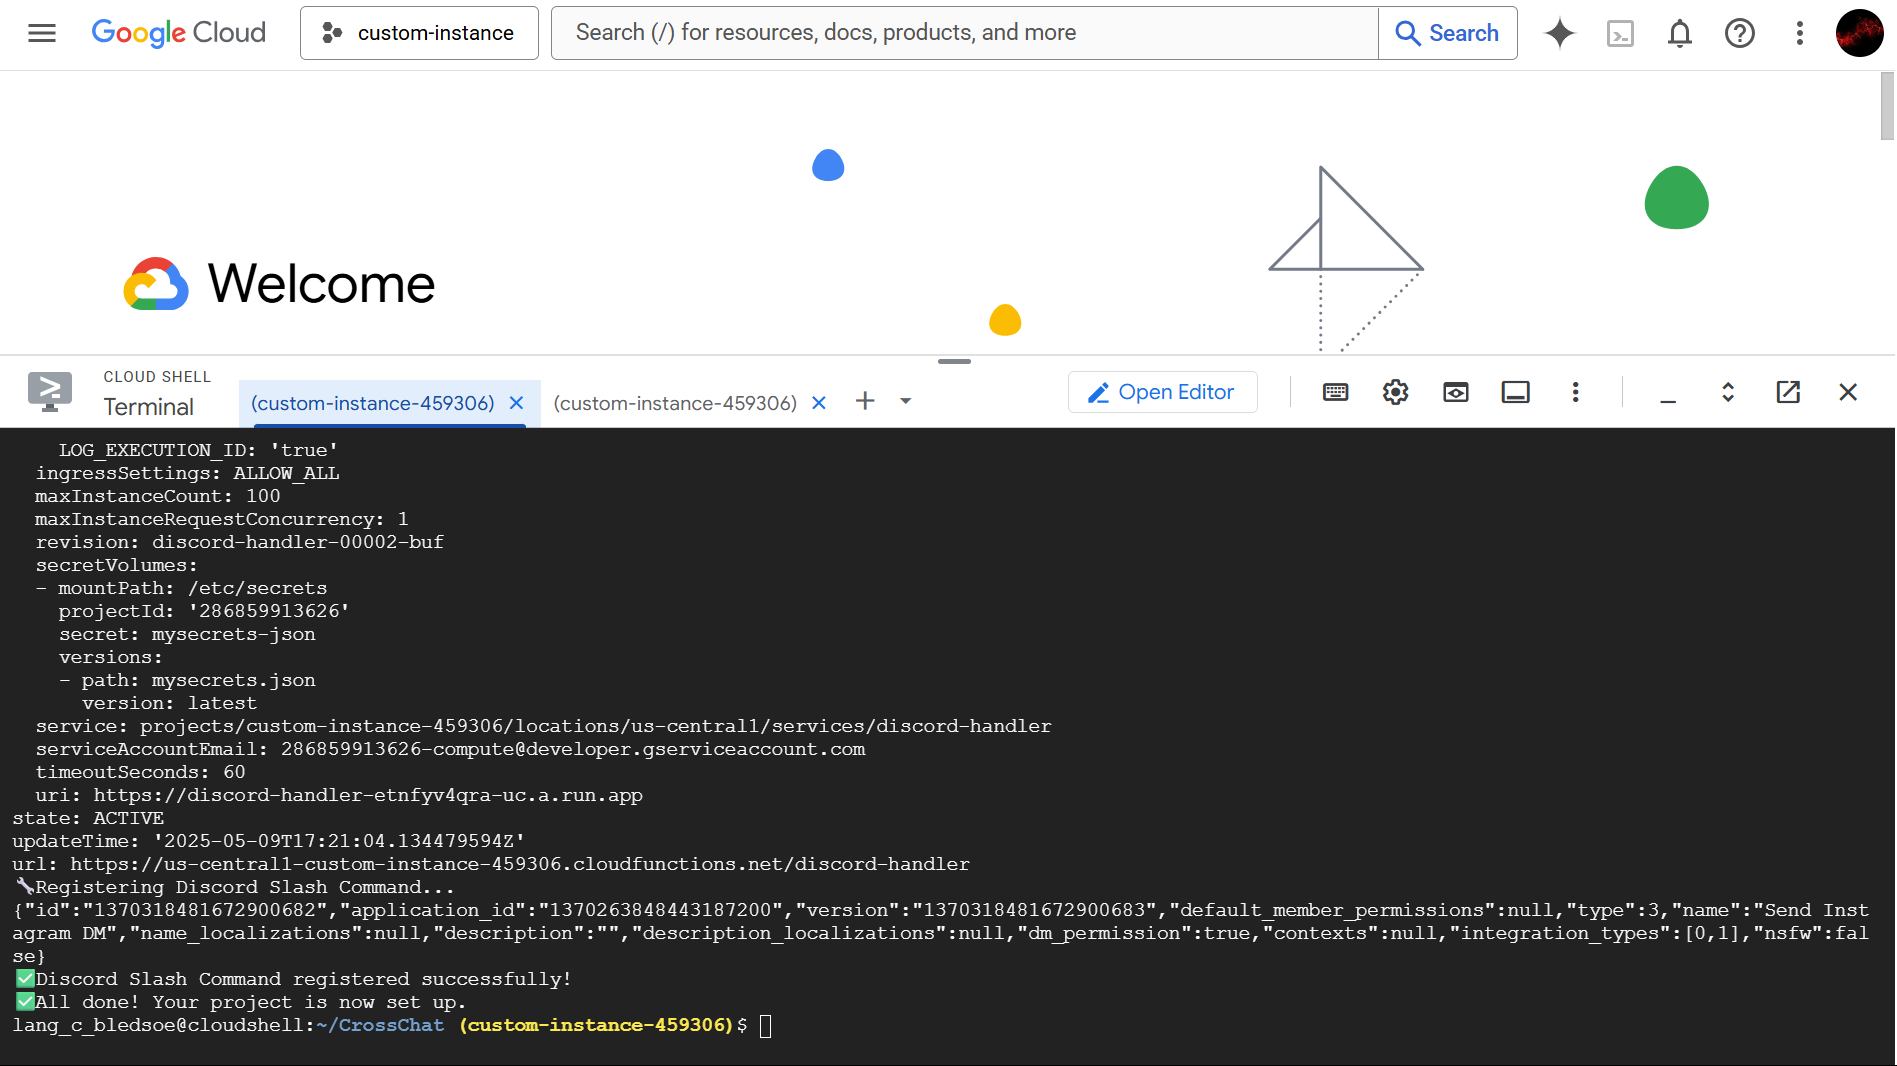 Google Cloud
custom-instance
Search (/) for resources, docs, products, and more
Search
Welcome
CLOUD SHELL
Terminal
(custom-instance-459306)
(custom-instance-459306)
Open Editor
LOG_EXECUTION_ID: 'true'
ingressSettings: ALLOW_ALL
maxInstanceCount: 100
maxInstanceRequestConcurrency: 1
revision: discord-handler-00002-buf
secretVolumes:
- mountPath: /etc/secrets
projectId: '286859913626'
secret: mysecrets-json
versions:
- path: mysecrets.json
version: latest
service: projects/custom-instance-459306/locations/us-central1/services/discord-handler
serviceAccountEmail: 286859913626-compute@developer.gserviceaccount.com
timeoutSeconds: 60
uri: https://discord-handler-etnfyv4qra-uc.a.run.app
state: ACTIVE
updateTime: '2025-05-09T17:21:04.134479594Z'
url: https://us-central1-custom-instance-459306.cloudfunctions.net/discord-handler
🔧Registering Discord Slash Command...
{"id":"1370318481672900682","application_id":"1370263848443187200","version":"1370318481672900683","default_member_permissions":null,"type":3,"name":"Send Inst
agram DM","name_localizations":null,"description":"","description_localizations":null,"dm_permission":true,"contexts":null,"integration_types":[0,1],"nsfw":fal
se}
✅Discord Slash Command registered successfully!
✅All done! Your project is now set up.
lang_c_bledsoe@cloudshell:~/CrossChat (custom-instance-459306)$